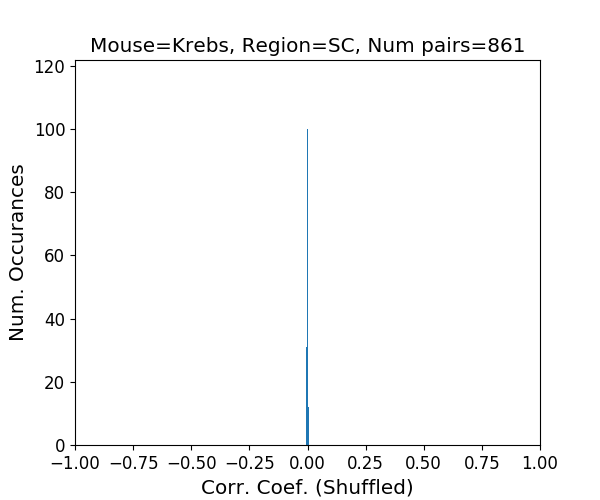 Mouse=Krebs, Region=SC, Num pairs=861
120
100
80
60
40
20
0
Num. Occurances
−1.00 −0.75 −0.50 −0.25 0.00 0.25 0.50 0.75 1.00
Corr. Coef. (Shuffled)